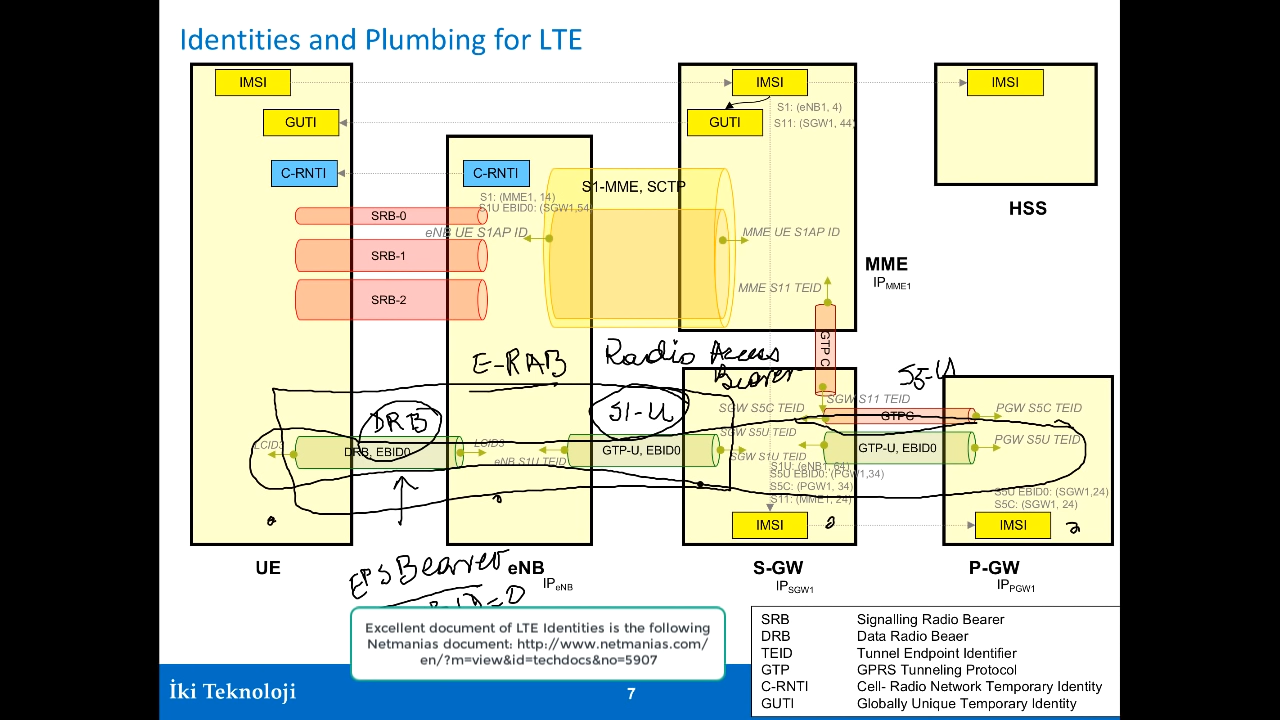 Identities and Plumbing for LTE
IMSI
IMSI
IMSI
S1: (eNB1, 4)
GUTI
GUTI
S11: (SGW1, 44)
C-RNTI
C-RNTI
S1-MME, SCTP
S1: (MME1, 14)
S1U EBID0: (SGW1,54
HSS
SRB-0
eNB UE S1AP ID
MME UE S1AP ID
SRB-1
MME
IPMME1
MME S11 TEID
SRB-2
GTP C
E-RAB
Radio Access
Bearer
S5-U
SGW S11 TEID
DRB
S1-U
SGW S5C TEID
GTPC
PGW S5C TEID
SGW S5U TEID
LCID3
LCID3
DRB, EBID0
GTP-U, EBID0
GTP-U, EBID0
PGW S5U TEID
eNB S1U TEID
SGW S1U TEID
S1U: (eNB1, 64)
S5U EBID0: (PGW1,34)
S5C: (PGW1, 34)
S11: (MME1, 24)
S5U EBID0: (SGW1,24)
S5C: (SGW1, 24)
IMSI
IMSI
UE
eNB
S-GW
P-GW
IPeNB
IPSGW1
IPPGW1
EPS Bearer
Excellent document of LTE Identities is the following
Netmanias document: http://www.netmanias.com/
en/?m=view&id=techdocs&no=5907
SRB Signalling Radio Bearer
DRB Data Radio Beaer
TEID Tunnel Endpoint Identifier
GTP GPRS Tunneling Protocol
C-RNTI Cell- Radio Network Temporary Identity
GUTI Globally Unique Temporary Identity
İki Teknoloji
7